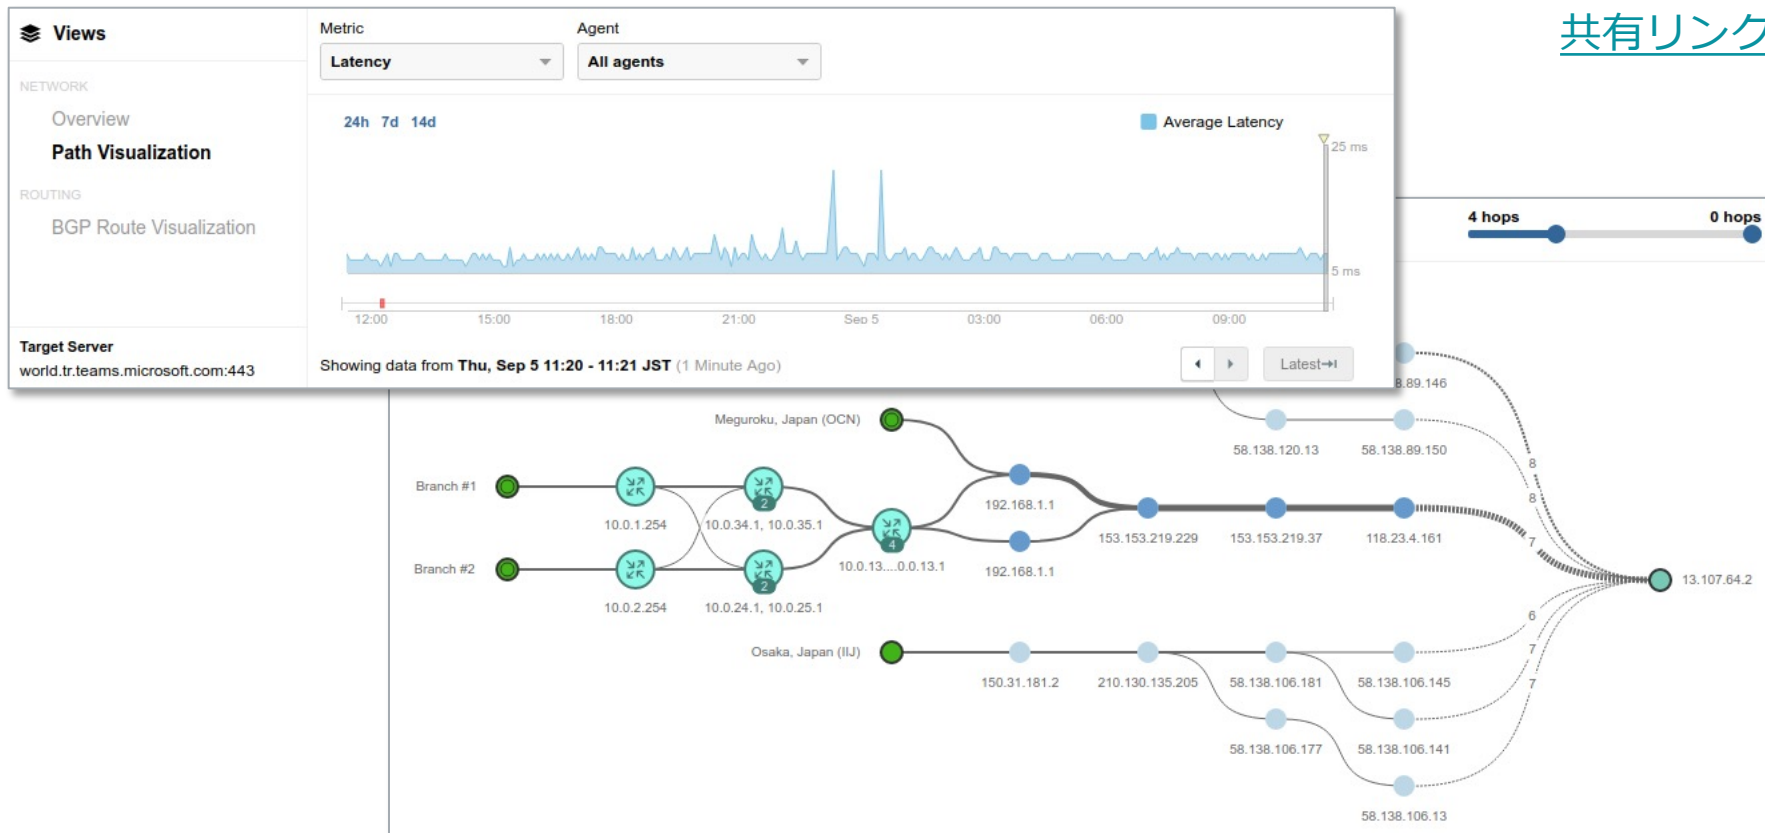 共有リンク
Views
NETWORK
Overview
Path Visualization
ROUTING
BGP Route Visualization
Target Server
world.tr.teams.microsoft.com:443
Metric
Agent
Latency
All agents
24h 7d 14d
Average Latency
25 ms
5 ms
12:00 15:00 18:00 21:00 Sep 5 03:00 06:00 09:00
Showing data from Thu, Sep 5 11:20 - 11:21 JST (1 Minute Ago)
Latest
4 hops
0 hops
8.89.146
Meguroku, Japan (OCN)
58.138.120.13
58.138.89.150
8
8
Branch #1
10.0.1.254
10.0.34.1, 10.0.35.1
2
192.168.1.1
153.153.219.229
153.153.219.37
118.23.4.161
7
4
10.0.13....0.0.13.1
192.168.1.1
Branch #2
10.0.2.254
10.0.24.1, 10.0.25.1
2
13.107.64.2
6
7
7
Osaka, Japan (IIJ)
150.31.181.2
210.130.135.205
58.138.106.181
58.138.106.145
58.138.106.177
58.138.106.141
58.138.106.13